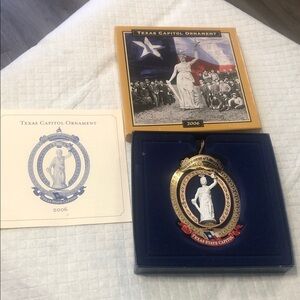 TEXAS CAPITOL ORNAMENT
2006
TEXAS CAPITOL ORNAMENT
2006
TEXAS STATE CAPITOL